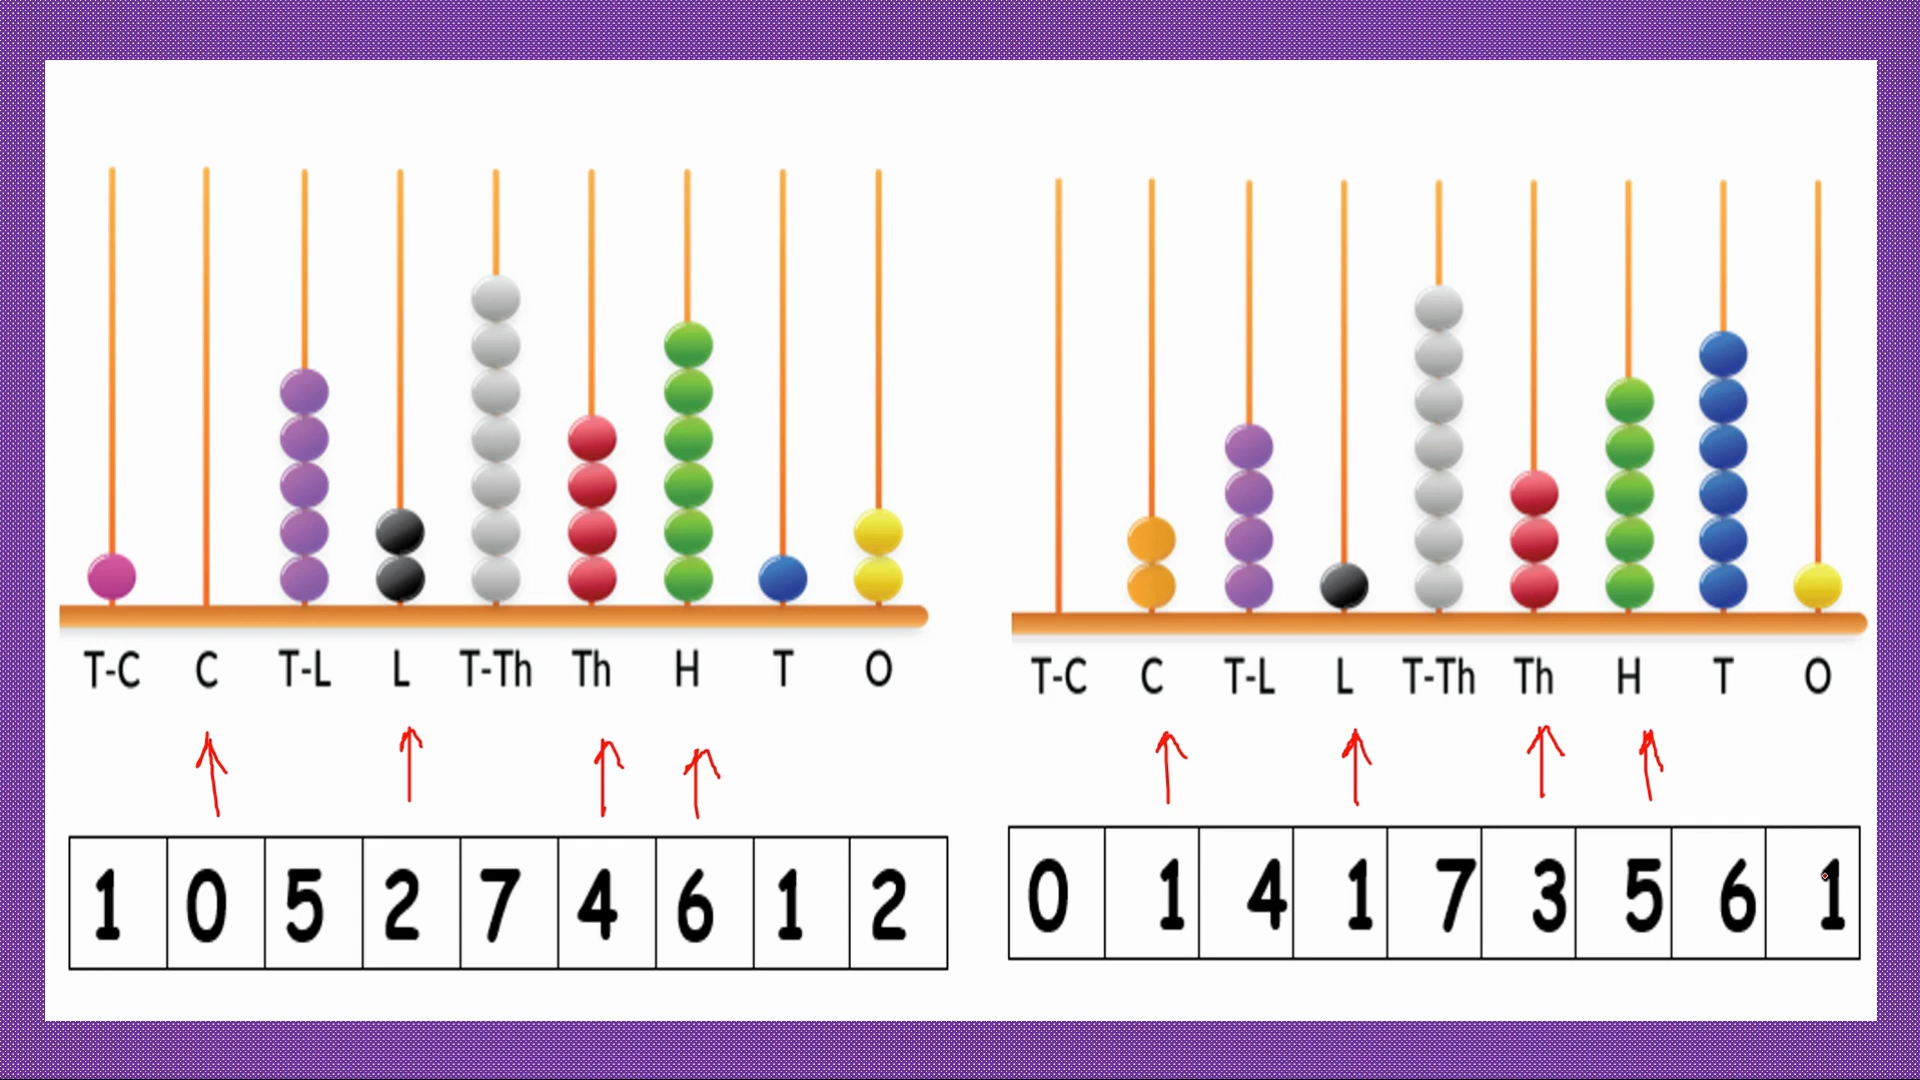 T-C C T-L L T-Th Th H T O
1 0 5 2 7 4 6 1 2
T-C C T-L L T-Th Th H T O
0 1 4 1 7 3 5 6 1